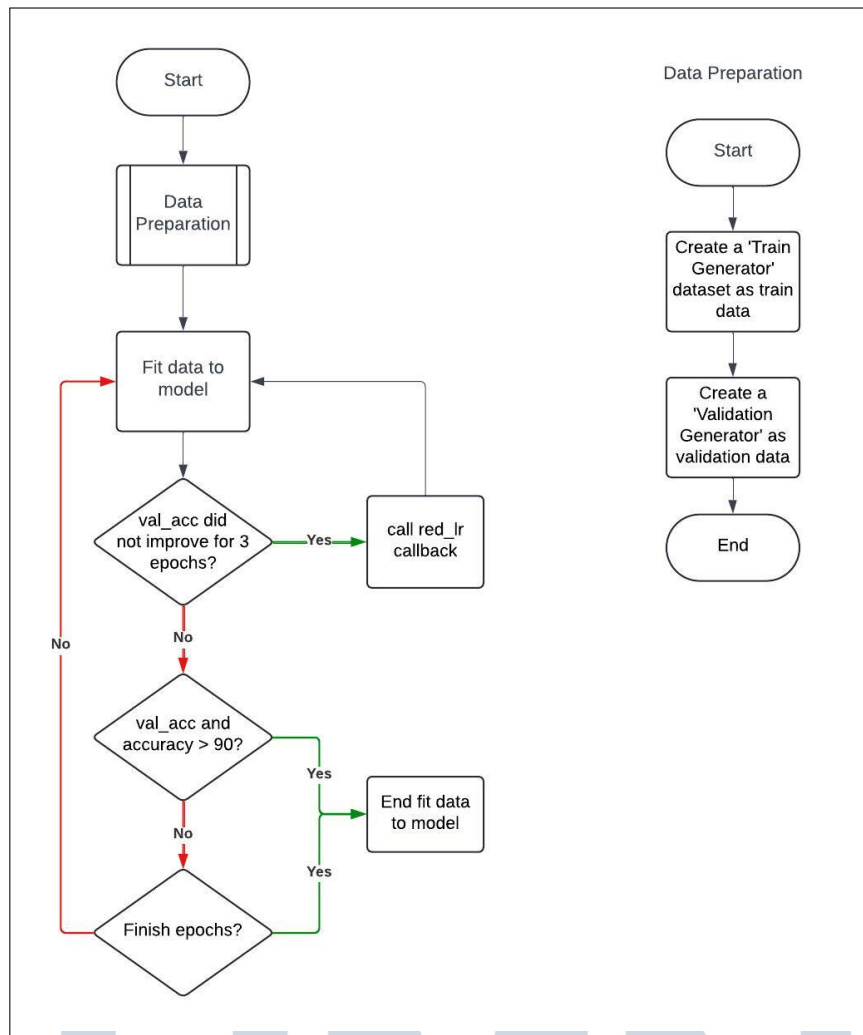 Start
Data
Preparation
Fit data to
model
val_acc did
not improve for 3
epochs?
Yes
call red_lr
callback
No
No
val_acc and
accuracy > 90?
Yes
End fit data
to model
No
Yes
Finish epochs?
Data Preparation
Start
Create a 'Train
Generator'
dataset as train
data
Create a
'Validation
Generator' as
validation data
End